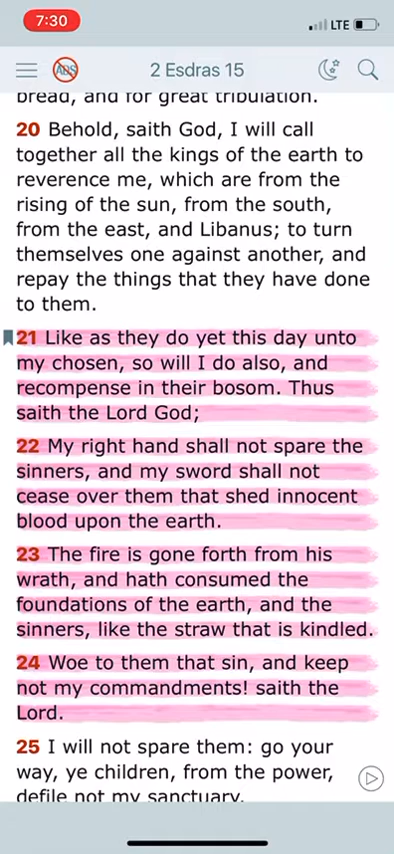 7:30
LTE
ADS
2 Esdras 15
bread, and for great tribulation.
20 Behold, saith God, I will call
together all the kings of the earth to
reverence me, which are from the
rising of the sun, from the south,
from the east, and Libanus; to turn
themselves one against another, and
repay the things that they have done
to them.
21 Like as they do yet this day unto
my chosen, so will I do also, and
recompense in their bosom. Thus
saith the Lord God;
22 My right hand shall not spare the
sinners, and my sword shall not
cease over them that shed innocent
blood upon the earth.
23 The fire is gone forth from his
wrath, and hath consumed the
foundations of the earth, and the
sinners, like the straw that is kindled.
24 Woe to them that sin, and keep
not my commandments! saith the
Lord.
25 I will not spare them: go your
way, ye children, from the power,
defile not my sanctuary.